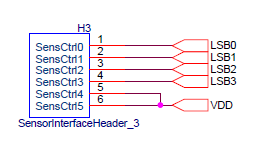 H3
SensCtrl0 1 LSB0
SensCtrl1 2 LSB1
SensCtrl2 3 LSB2
SensCtrl3 4 LSB3
SensCtrl4 5
SensCtrl5 6 VDD
SensorInterfaceHeader_3